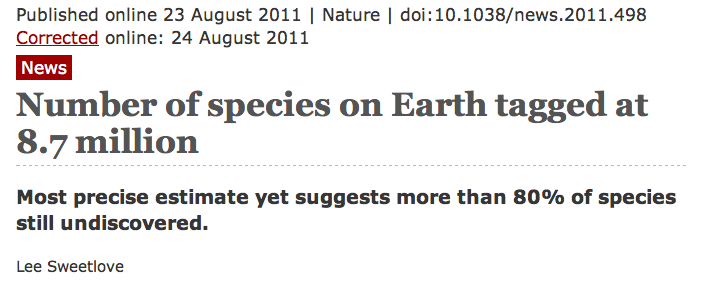 Published online 23 August 2011 | Nature | doi:10.1038/news.2011.498
Corrected online: 24 August 2011
News
Number of species on Earth tagged at
8.7 million
Most precise estimate yet suggests more than 80% of species
still undiscovered.
Lee Sweetlove